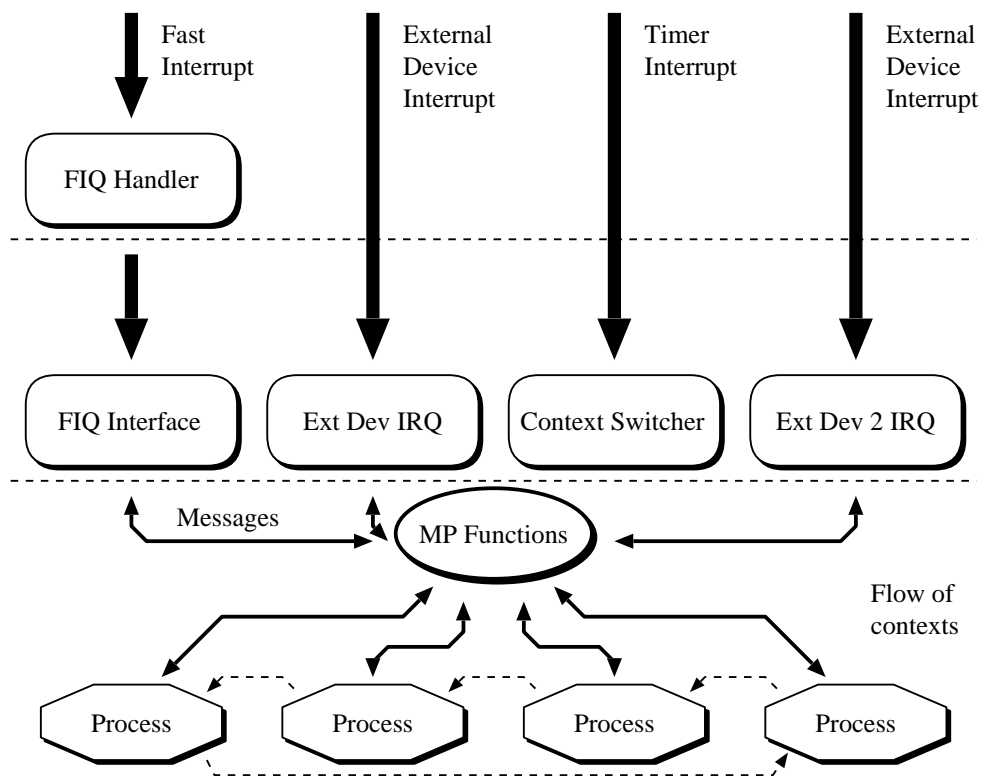 Fast
Interrupt
External
Device
Interrupt
Timer
Interrupt
External
Device
Interrupt
FIQ Handler
FIQ Interface
Ext Dev IRQ
Context Switcher
Ext Dev 2 IRQ
Messages
MP Functions
Flow of
contexts
Process
Process
Process
Process